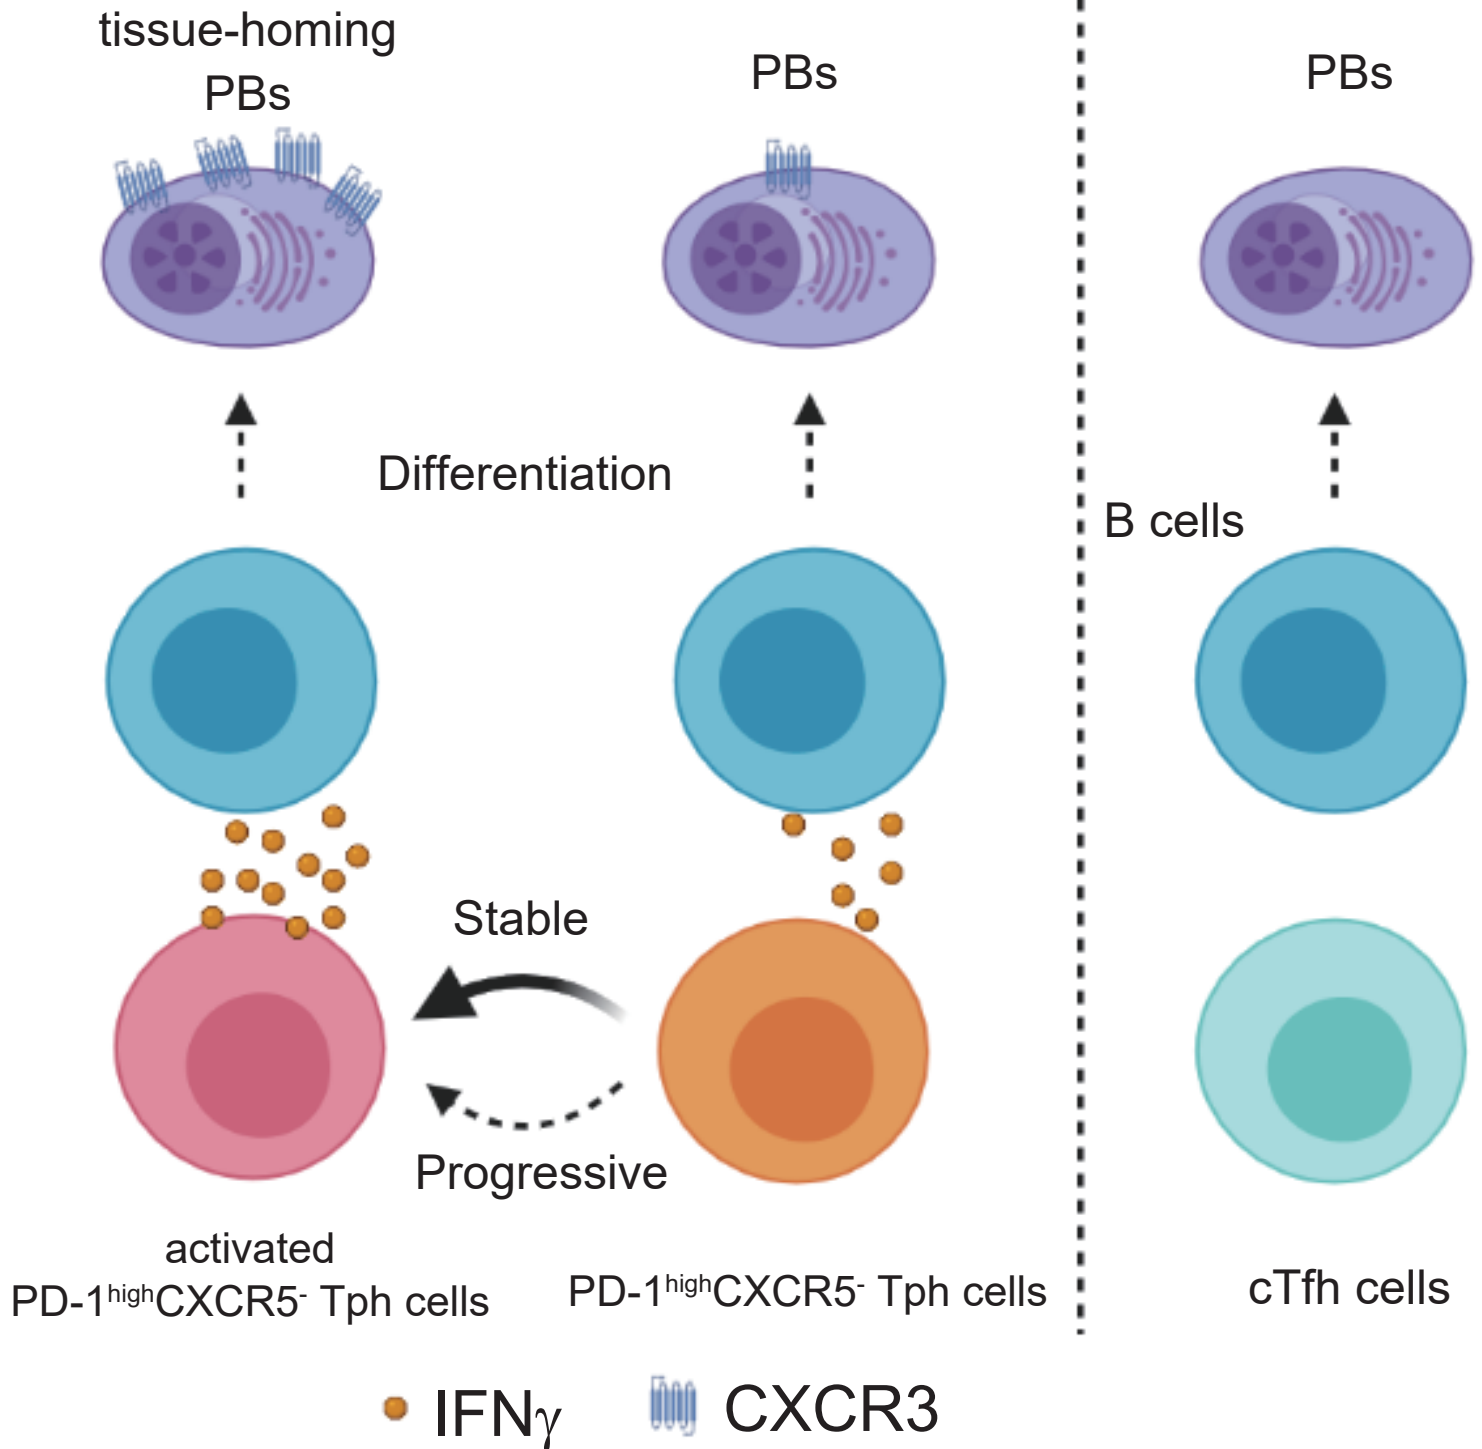 tissue-homing
PBs
PBs
PBs
Differentiation
B cells
Stable
Progressive
activated
PD-1highCXCR5- Tph cells
PD-1highCXCR5- Tph cells
cTfh cells
IFNγ
CXCR3